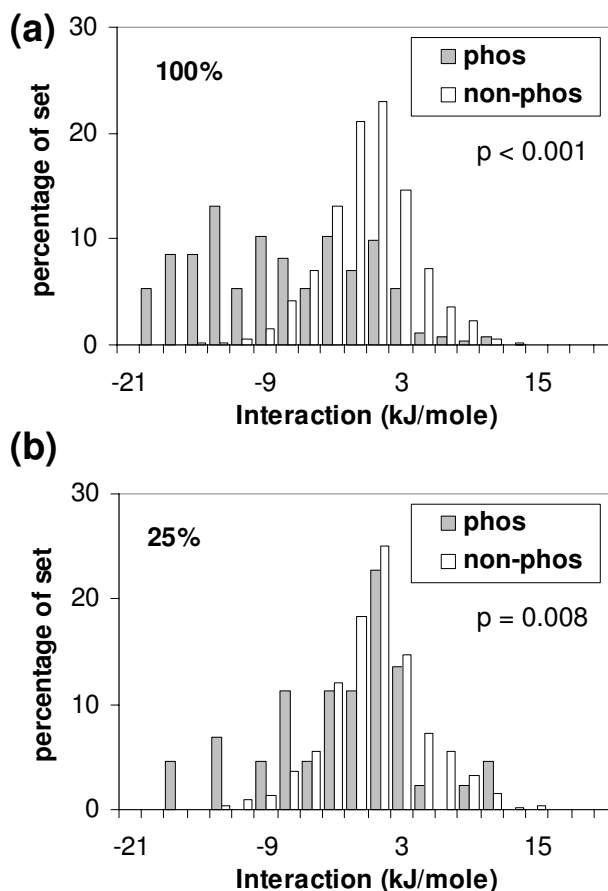 (a)
30
20
10
0
percentage of set
100%
phos
non-phos
p < 0.001
-21 -9 3 15
Interaction (kJ/mole)
(b)
30
20
10
0
percentage of set
25%
phos
non-phos
p = 0.008
-21 -9 3 15
Interaction (kJ/mole)